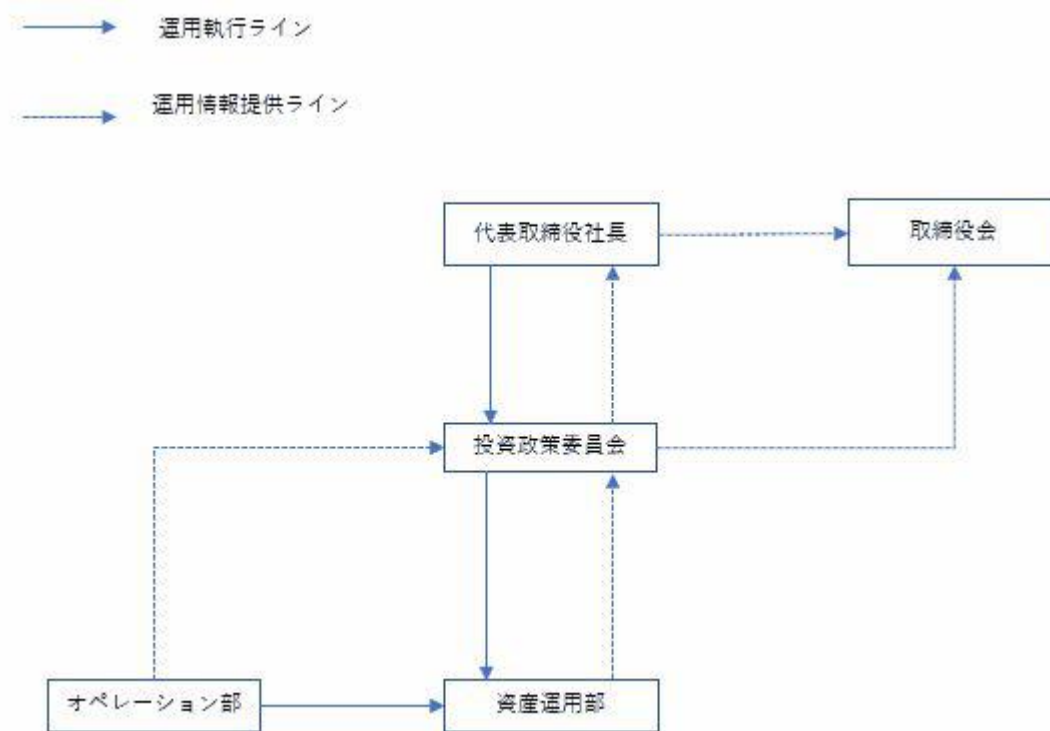 運用執行ライン
運用情報提供ライン
代表取締役社長
取締役会
投資政策委員会
オペレーション部
資産運用部